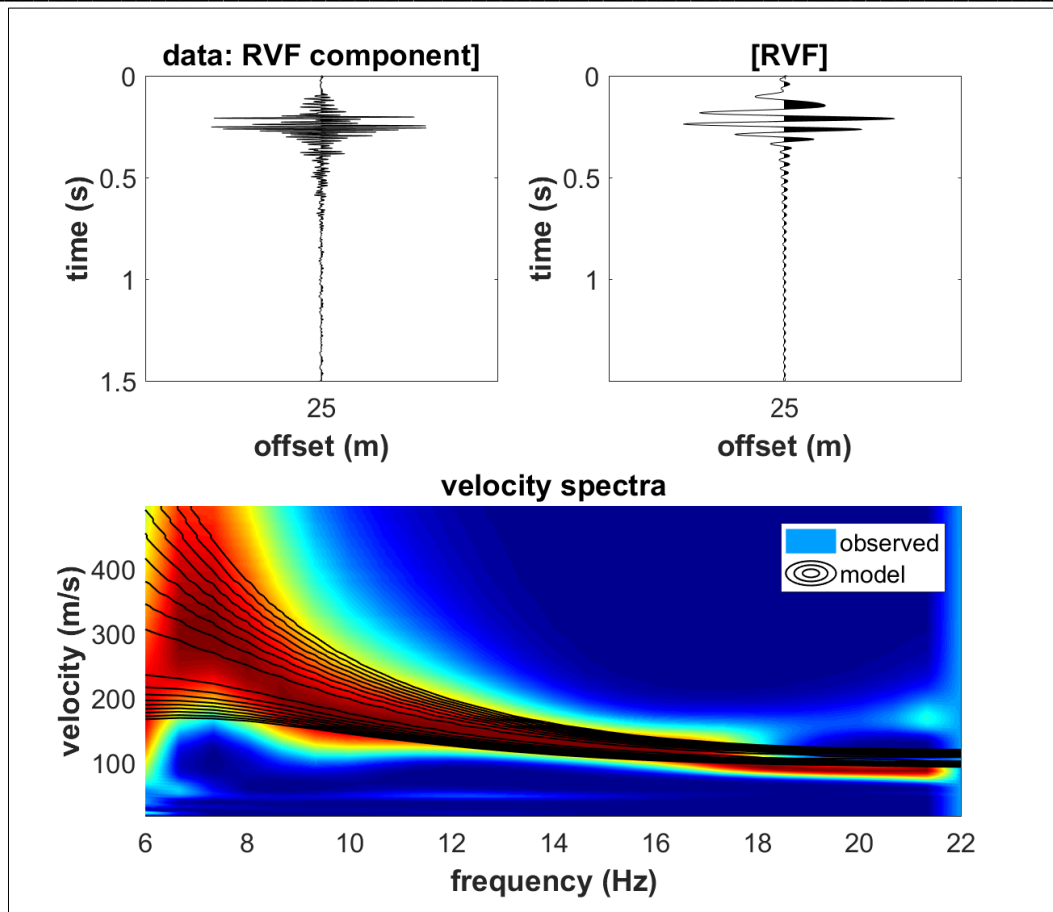 data: RVF component]
[RVF]
0
0.5
1
1.5
time (s)
25
offset (m)
0
0.5
1
time (s)
25
offset (m)
velocity spectra
400
300
200
100
velocity (m/s)
observed
model
6 8 10 12 14 16 18 20 22
frequency (Hz)